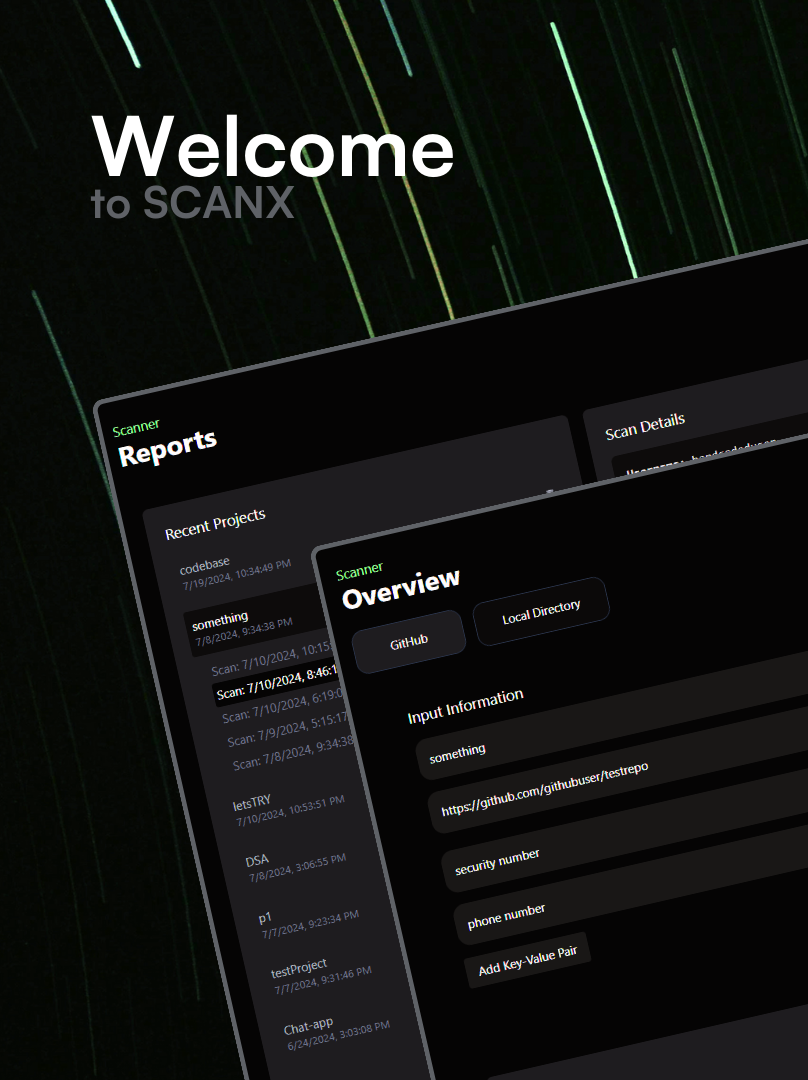 Welcome
to SCANX
Scanner
Reports
Recent Projects
codebase
7/19/2024, 10:34:49 PM
something
7/8/2024, 9:34:38 PM
Scan: 7/10/2024, 10:15:
Scan: 7/10/2024, 8:46:1
Scan: 7/10/2024, 6:19:0
Scan: 7/9/2024, 5:15:17
Scan: 7/8/2024, 9:34:38
letsTRY
7/10/2024, 10:53:51 PM
DSA
7/8/2024, 3:06:55 PM
p1
7/7/2024, 9:23:34 PM
testProject
7/7/2024, 9:31:46 PM
Chat-app
6/24/2024, 3:03:08 PM
Scan Details
Scanner
Overview
GitHub
Local Directory
Input Information
something
https://github.com/githubuser/testrepo
security number
phone number
Add Key-Value Pair